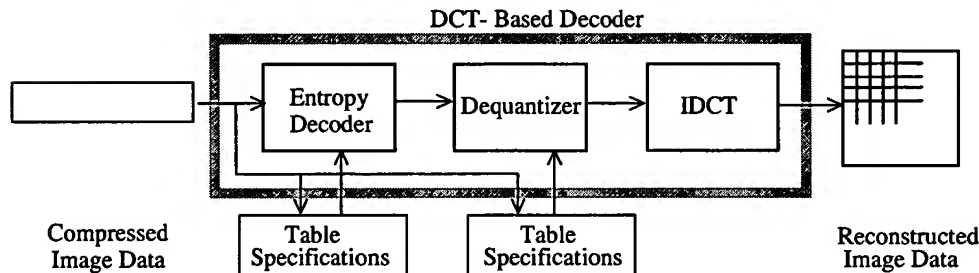 DCT- Based Decoder
Entropy
Decoder
Dequantizer
IDCT
Compressed
Image Data
Table
Specifications
Table
Specifications
Reconstructed
Image Data